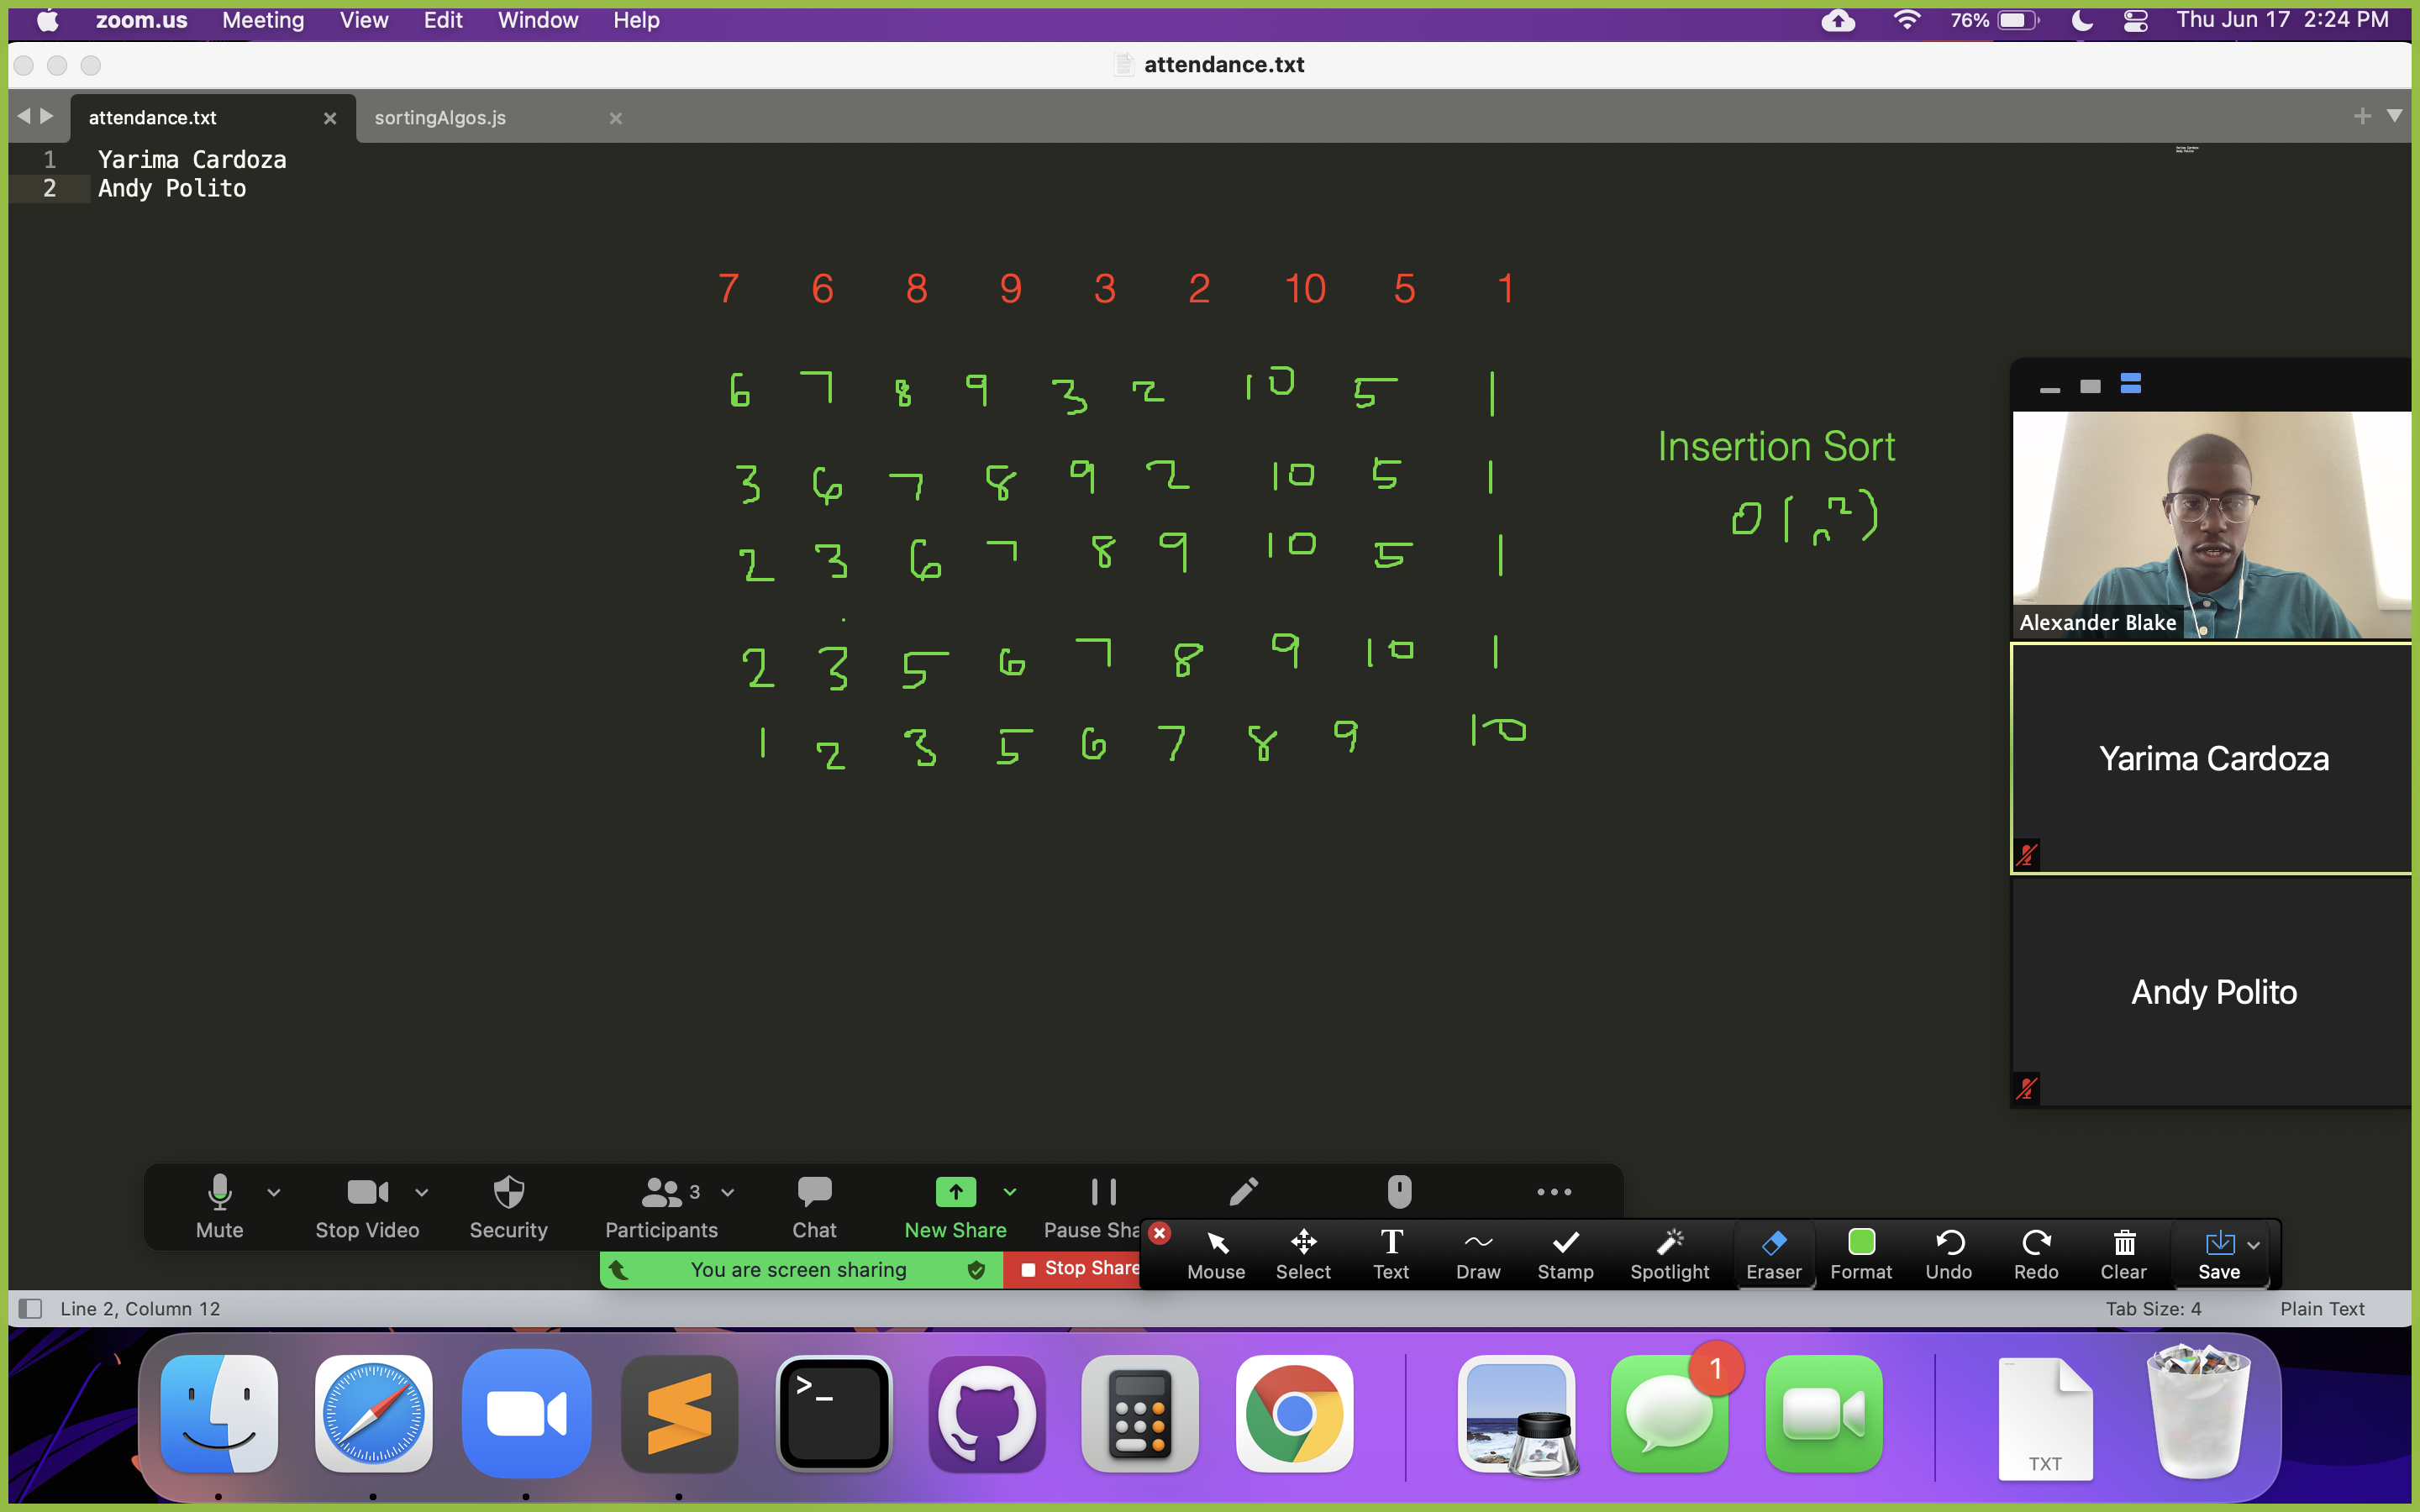 zoom.us Meeting View Edit Window Help 76% Thu Jun 17 2:24 PM
attendance.txt
attendance.txt sortingAlgos.js
1 Yarima Cardoza
2 Andy Polito
7 6 8 9 3 2 10 5 1
6 7 8 9 3 2 10 5 1
3 6 7 8 9 2 10 5 1
2 3 6 7 8 9 10 5 1
2 3 5 6 7 8 9 10 1
1 2 3 5 6 7 8 9 10
Insertion Sort
O(n²)
Alexander Blake
Yarima Cardoza
Andy Polito
Mute Stop Video Security Participants 3 Chat New Share Pause Sha
You are screen sharing Stop Share
Mouse Select Text Draw Stamp Spotlight Eraser Format Undo Redo Clear Save
Line 2, Column 12 Tab Size: 4 Plain Text
>_
1
TXT